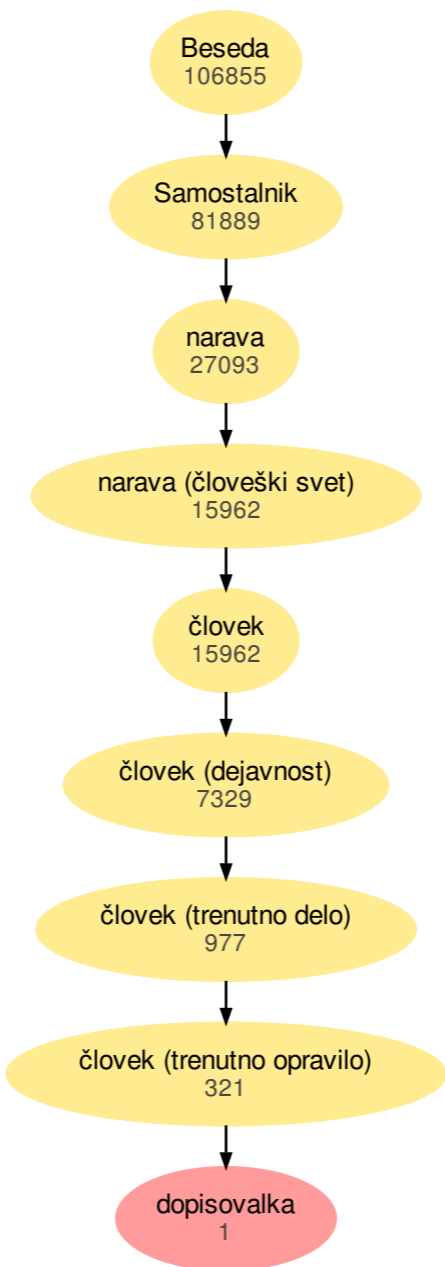 Beseda
106855
Samostalnik
81889
narava
27093
narava (človeški svet)
15962
človek
15962
človek (dejavnost)
7329
človek (trenutno delo)
977
človek (trenutno opravilo)
321
dopisovalka
1